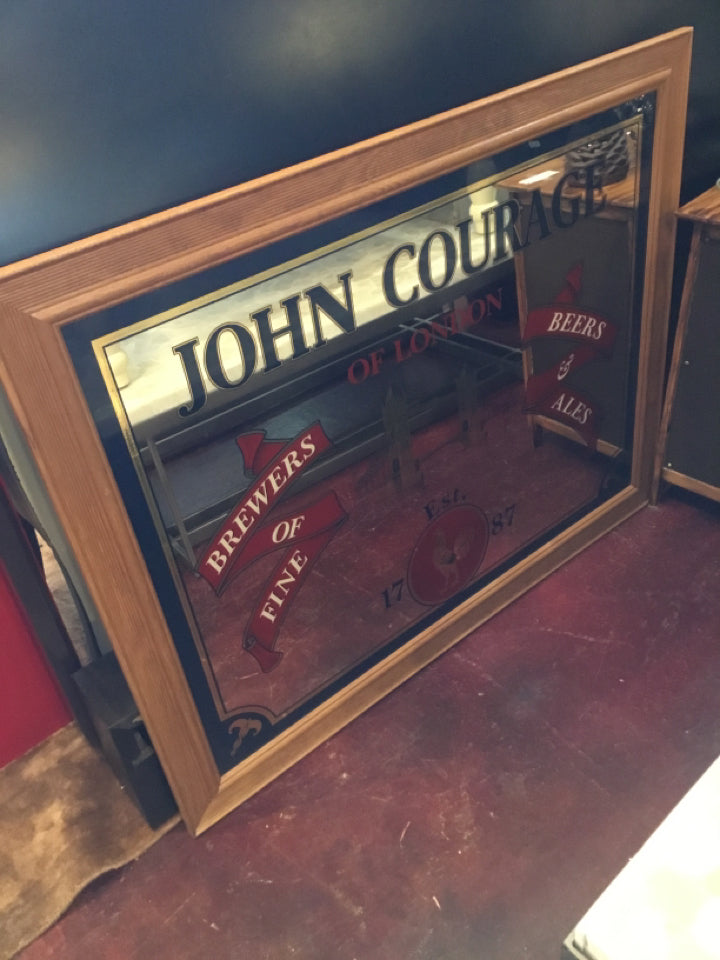 JOHN COURAGE
OF LONDON
BREWERS
OF
FINE
BEERS
&
ALES
Est.
17 87